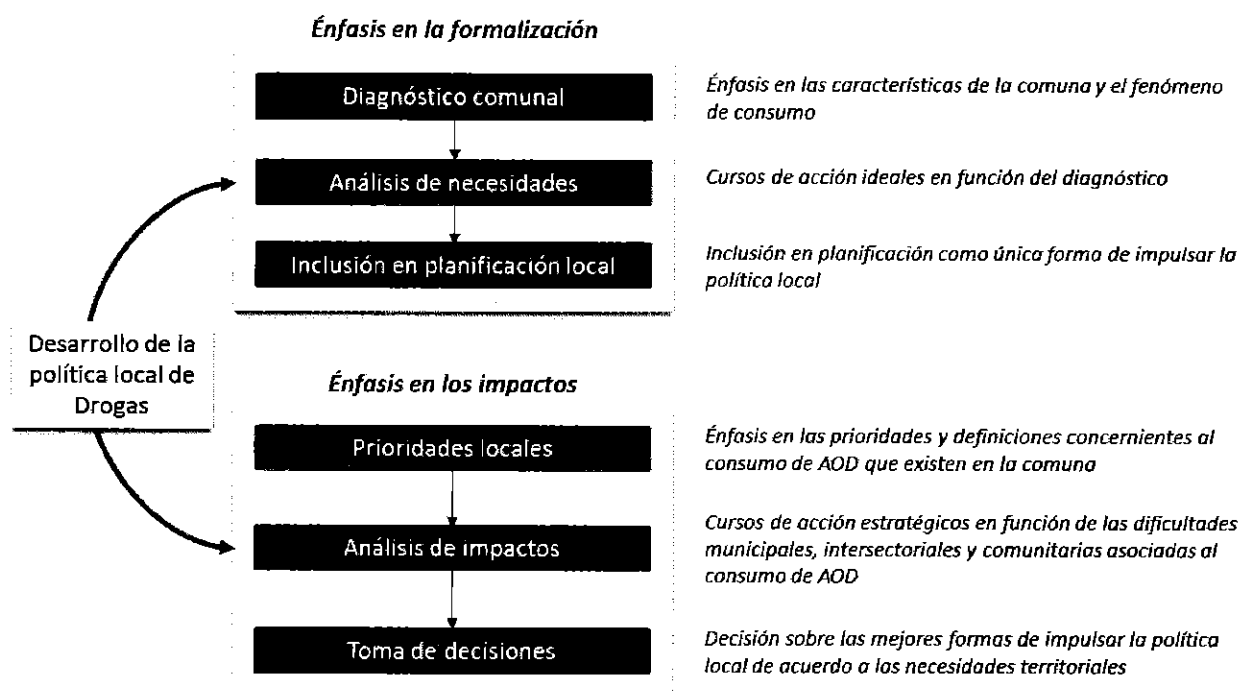 Énfasis en la formalización
Diagnóstico comunal
Énfasis en las características de la comuna y el fenómeno
de consumo
Análisis de necesidades
Cursos de acción ideales en función del diagnóstico
Inclusión en planificación local
Inclusión en planificación como única forma de impulsar la
política local
Desarrollo de la
política local de
Drogas
Énfasis en los impactos
Prioridades locales
Énfasis en las prioridades y definiciones concernientes al
consumo de AOD que existen en la comuna
Análisis de impactos
Cursos de acción estratégicos en función de las dificultades
municipales, intersectoriales y comunitarias asociadas al
consumo de AOD
Toma de decisiones
Decisión sobre las mejores formas de impulsar la política
local de acuerdo a las necesidades territoriales